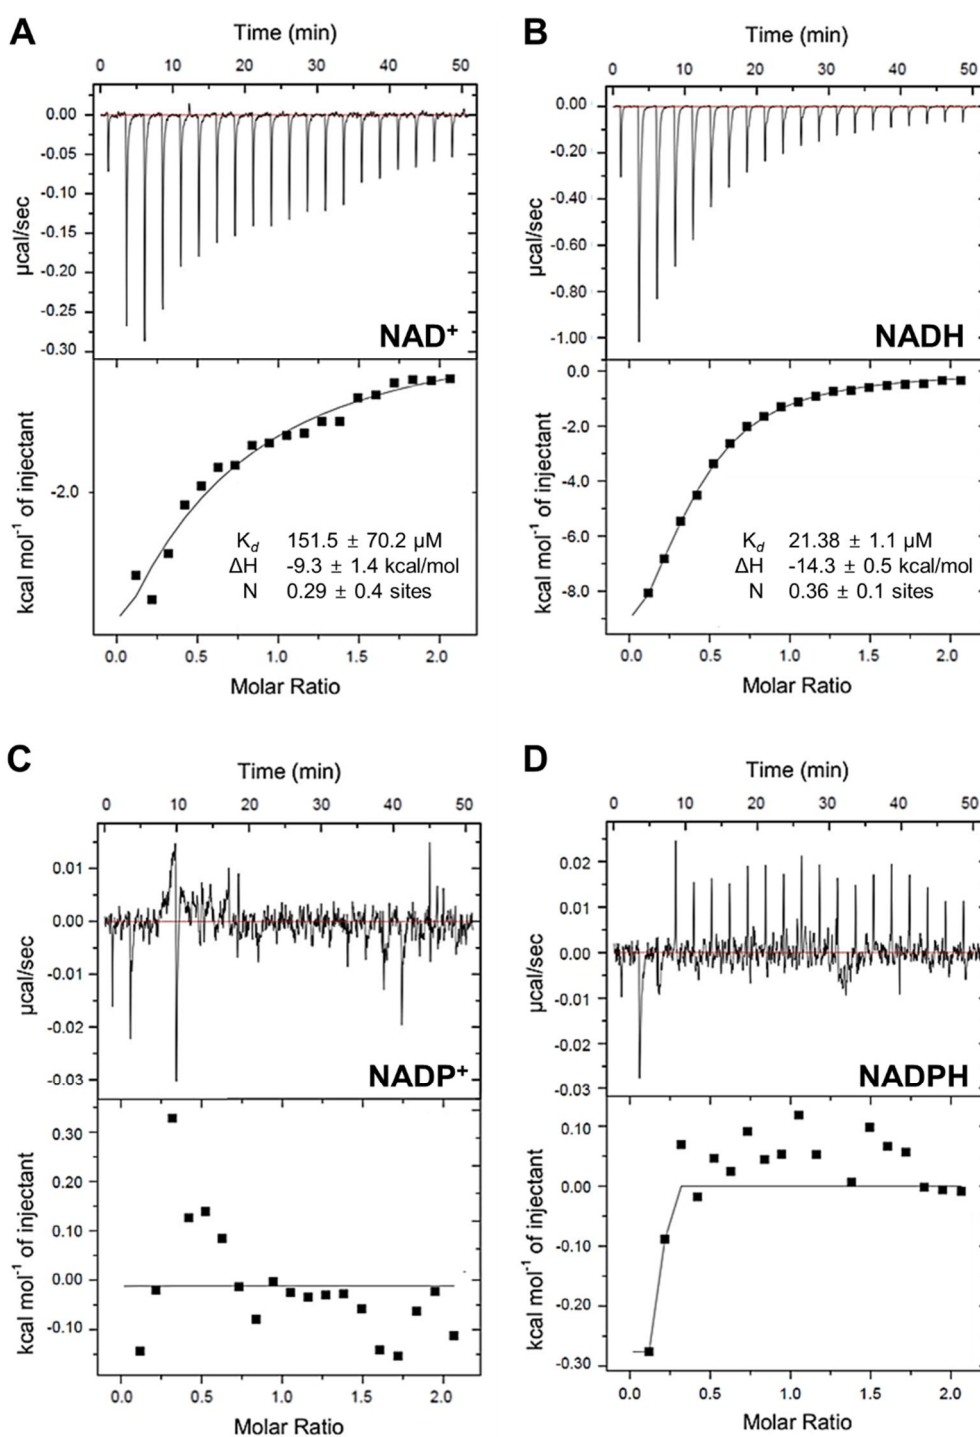 A
Time (min)
0 10 20 30 40 50
0.00
-0.05
-0.10
-0.15
-0.20
-0.25
-0.30
µcal/sec
NAD+
-2.0
kcal mol-1 of injectant
Kd 151.5 ± 70.2 µM
ΔH -9.3 ± 1.4 kcal/mol
N 0.29 ± 0.4 sites
0.0 0.5 1.0 1.5 2.0
Molar Ratio
B
Time (min)
0 10 20 30 40 50
0.00
-0.20
-0.40
-0.60
-0.80
-1.00
µcal/sec
NADH
0.0
-2.0
-4.0
-6.0
-8.0
kcal mol-1 of injectant
Kd 21.38 ± 1.1 µM
ΔH -14.3 ± 0.5 kcal/mol
N 0.36 ± 0.1 sites
0.0 0.5 1.0 1.5 2.0
Molar Ratio
C
Time (min)
0 10 20 30 40 50
0.01
0.00
-0.01
-0.02
-0.03
µcal/sec
NADP+
0.30
0.20
0.10
0.00
-0.10
kcal mol-1 of injectant
0.0 0.5 1.0 1.5 2.0
Molar Ratio
D
Time (min)
0 10 20 30 40 50
0.02
0.01
0.00
-0.01
-0.02
-0.03
µcal/sec
NADPH
0.10
0.00
-0.10
-0.20
-0.30
kcal mol-1 of injectant
0.0 0.5 1.0 1.5 2.0
Molar Ratio